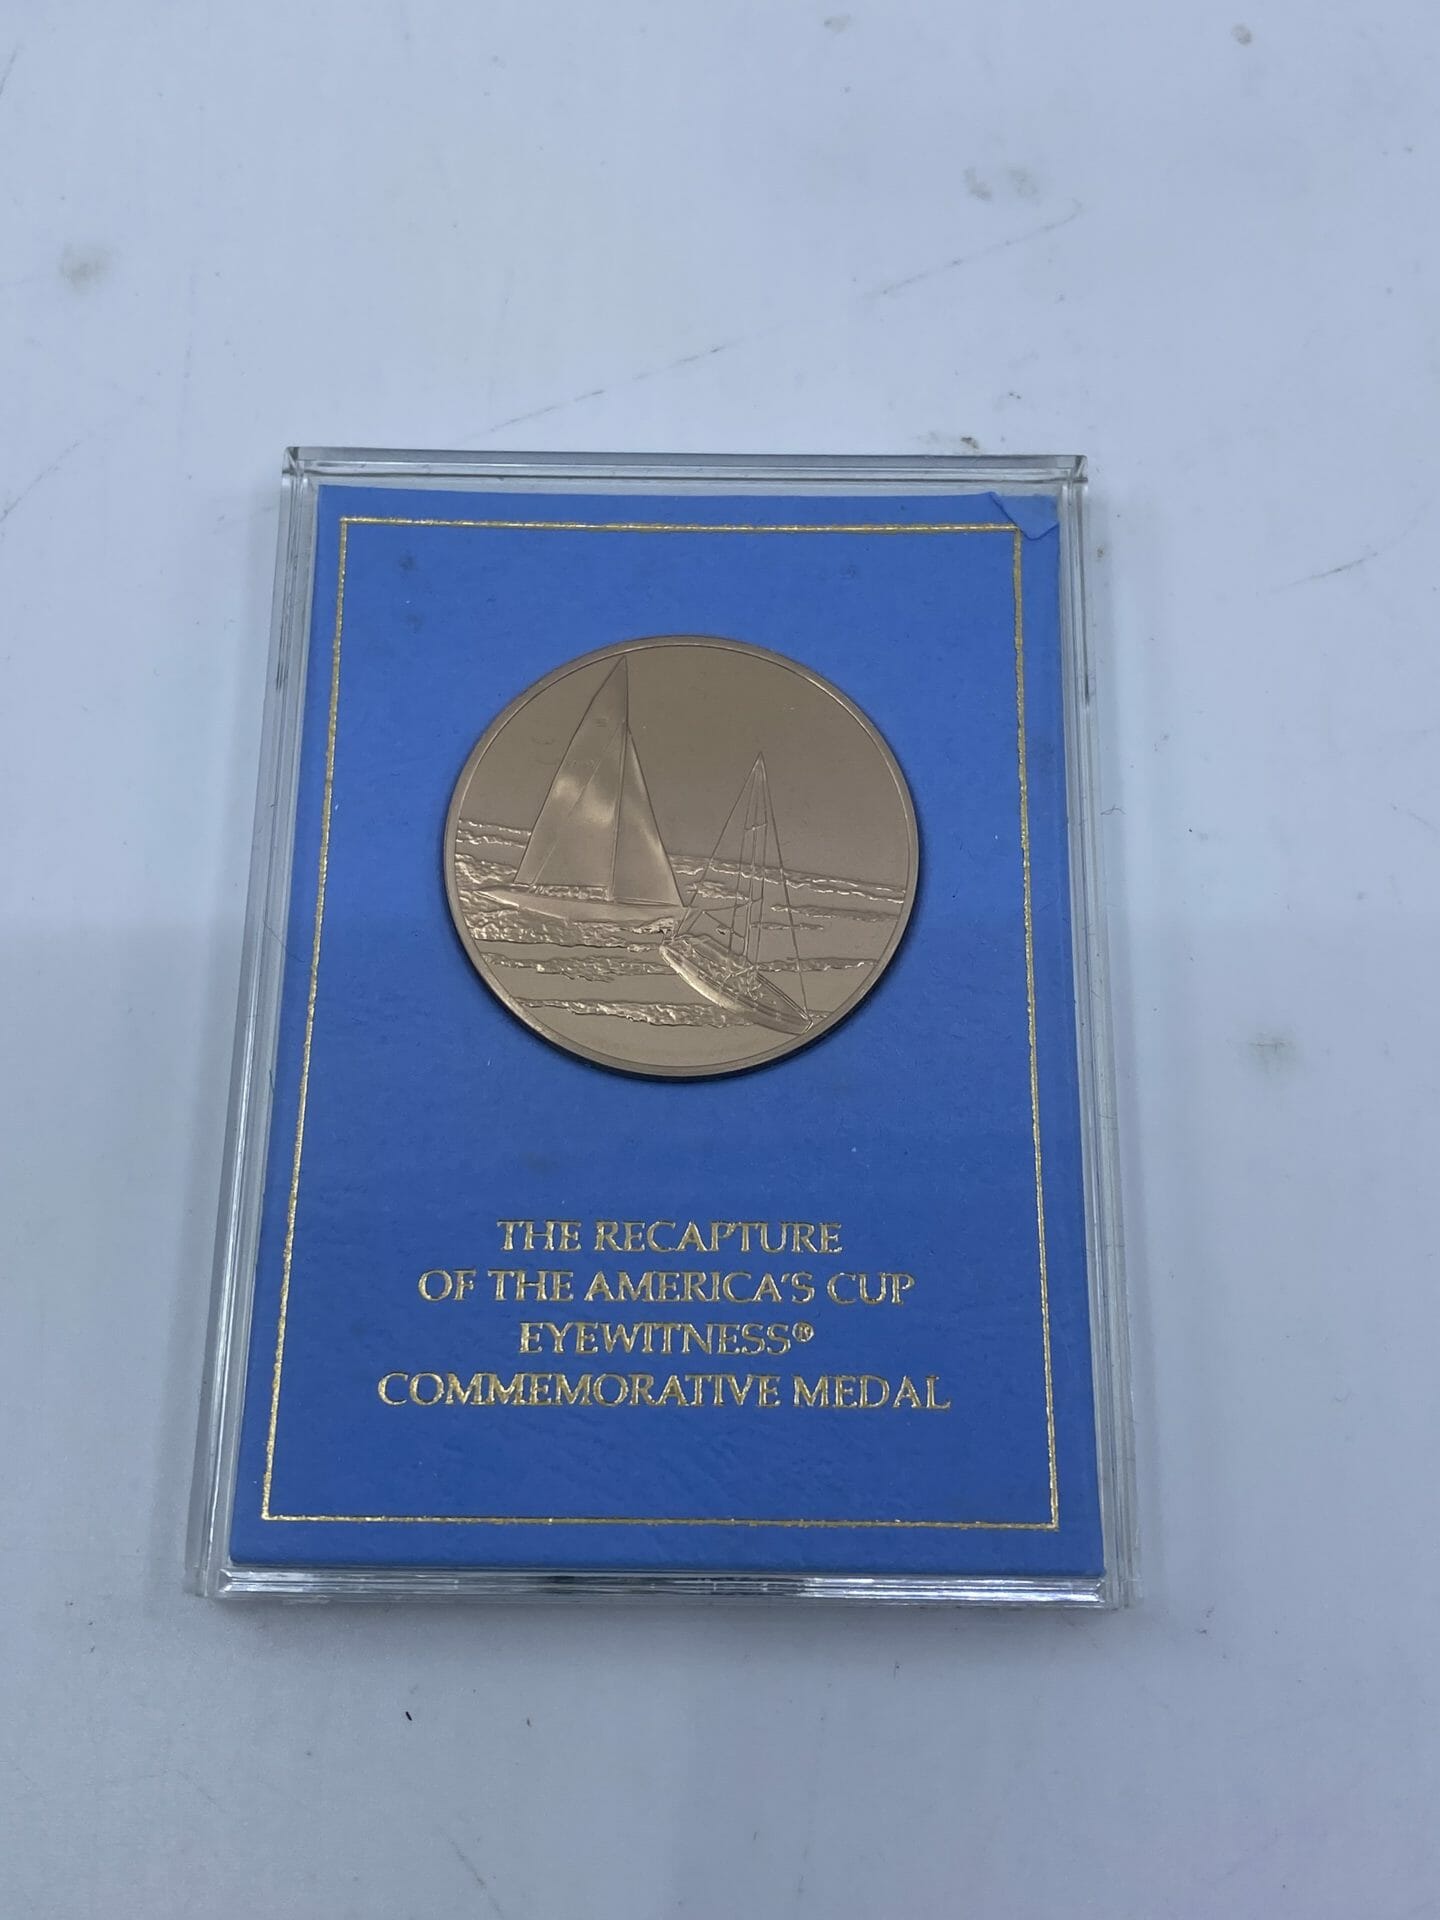 THE RECAPTURE
OF THE AMERICA'S CUP
EYEWITNESS®
COMMEMORATIVE MEDAL